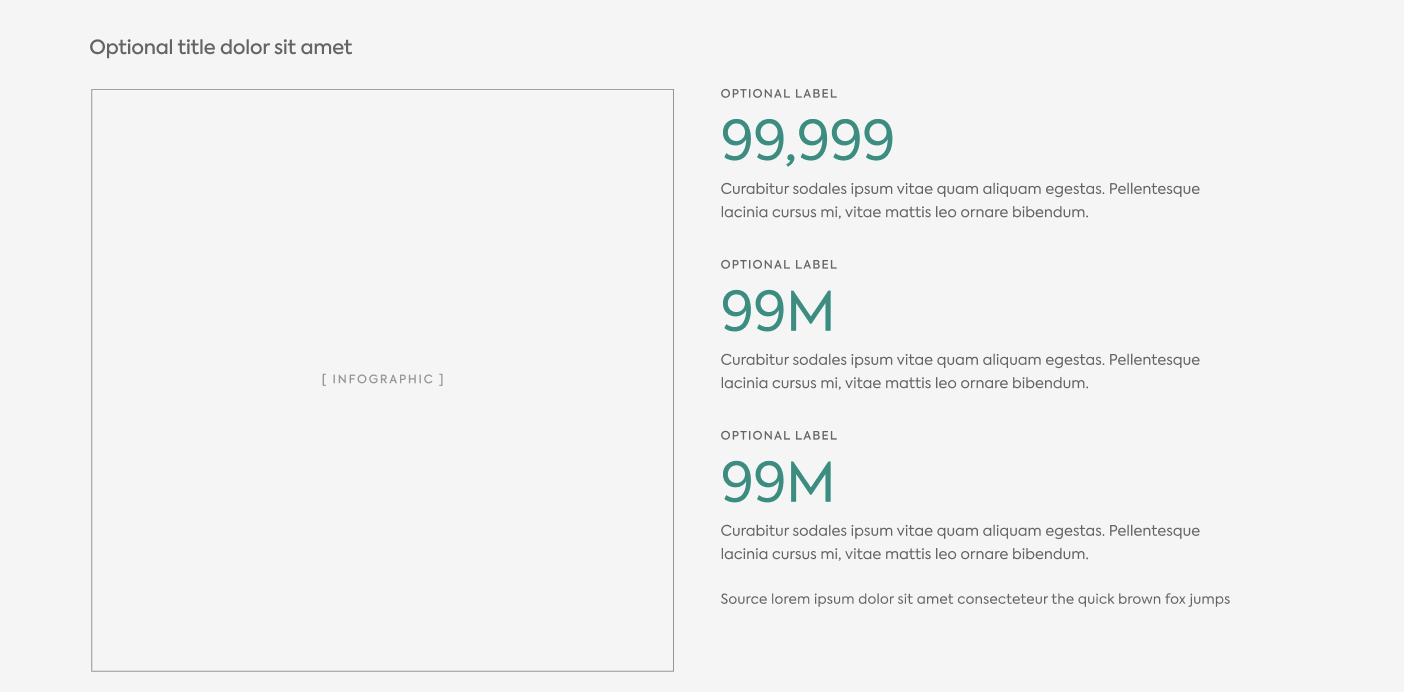 Optional title dolor sit amet
[ INFOGRAPHIC ]
OPTIONAL LABEL
99,999
Curabitur sodales ipsum vitae quam aliquam egestas. Pellentesque
lacinia cursus mi, vitae mattis leo ornare bibendum.
OPTIONAL LABEL
99M
Curabitur sodales ipsum vitae quam aliquam egestas. Pellentesque
lacinia cursus mi, vitae mattis leo ornare bibendum.
OPTIONAL LABEL
99M
Curabitur sodales ipsum vitae quam aliquam egestas. Pellentesque
lacinia cursus mi, vitae mattis leo ornare bibendum.
Source lorem ipsum dolor sit amet consecteteur the quick brown fox jumps